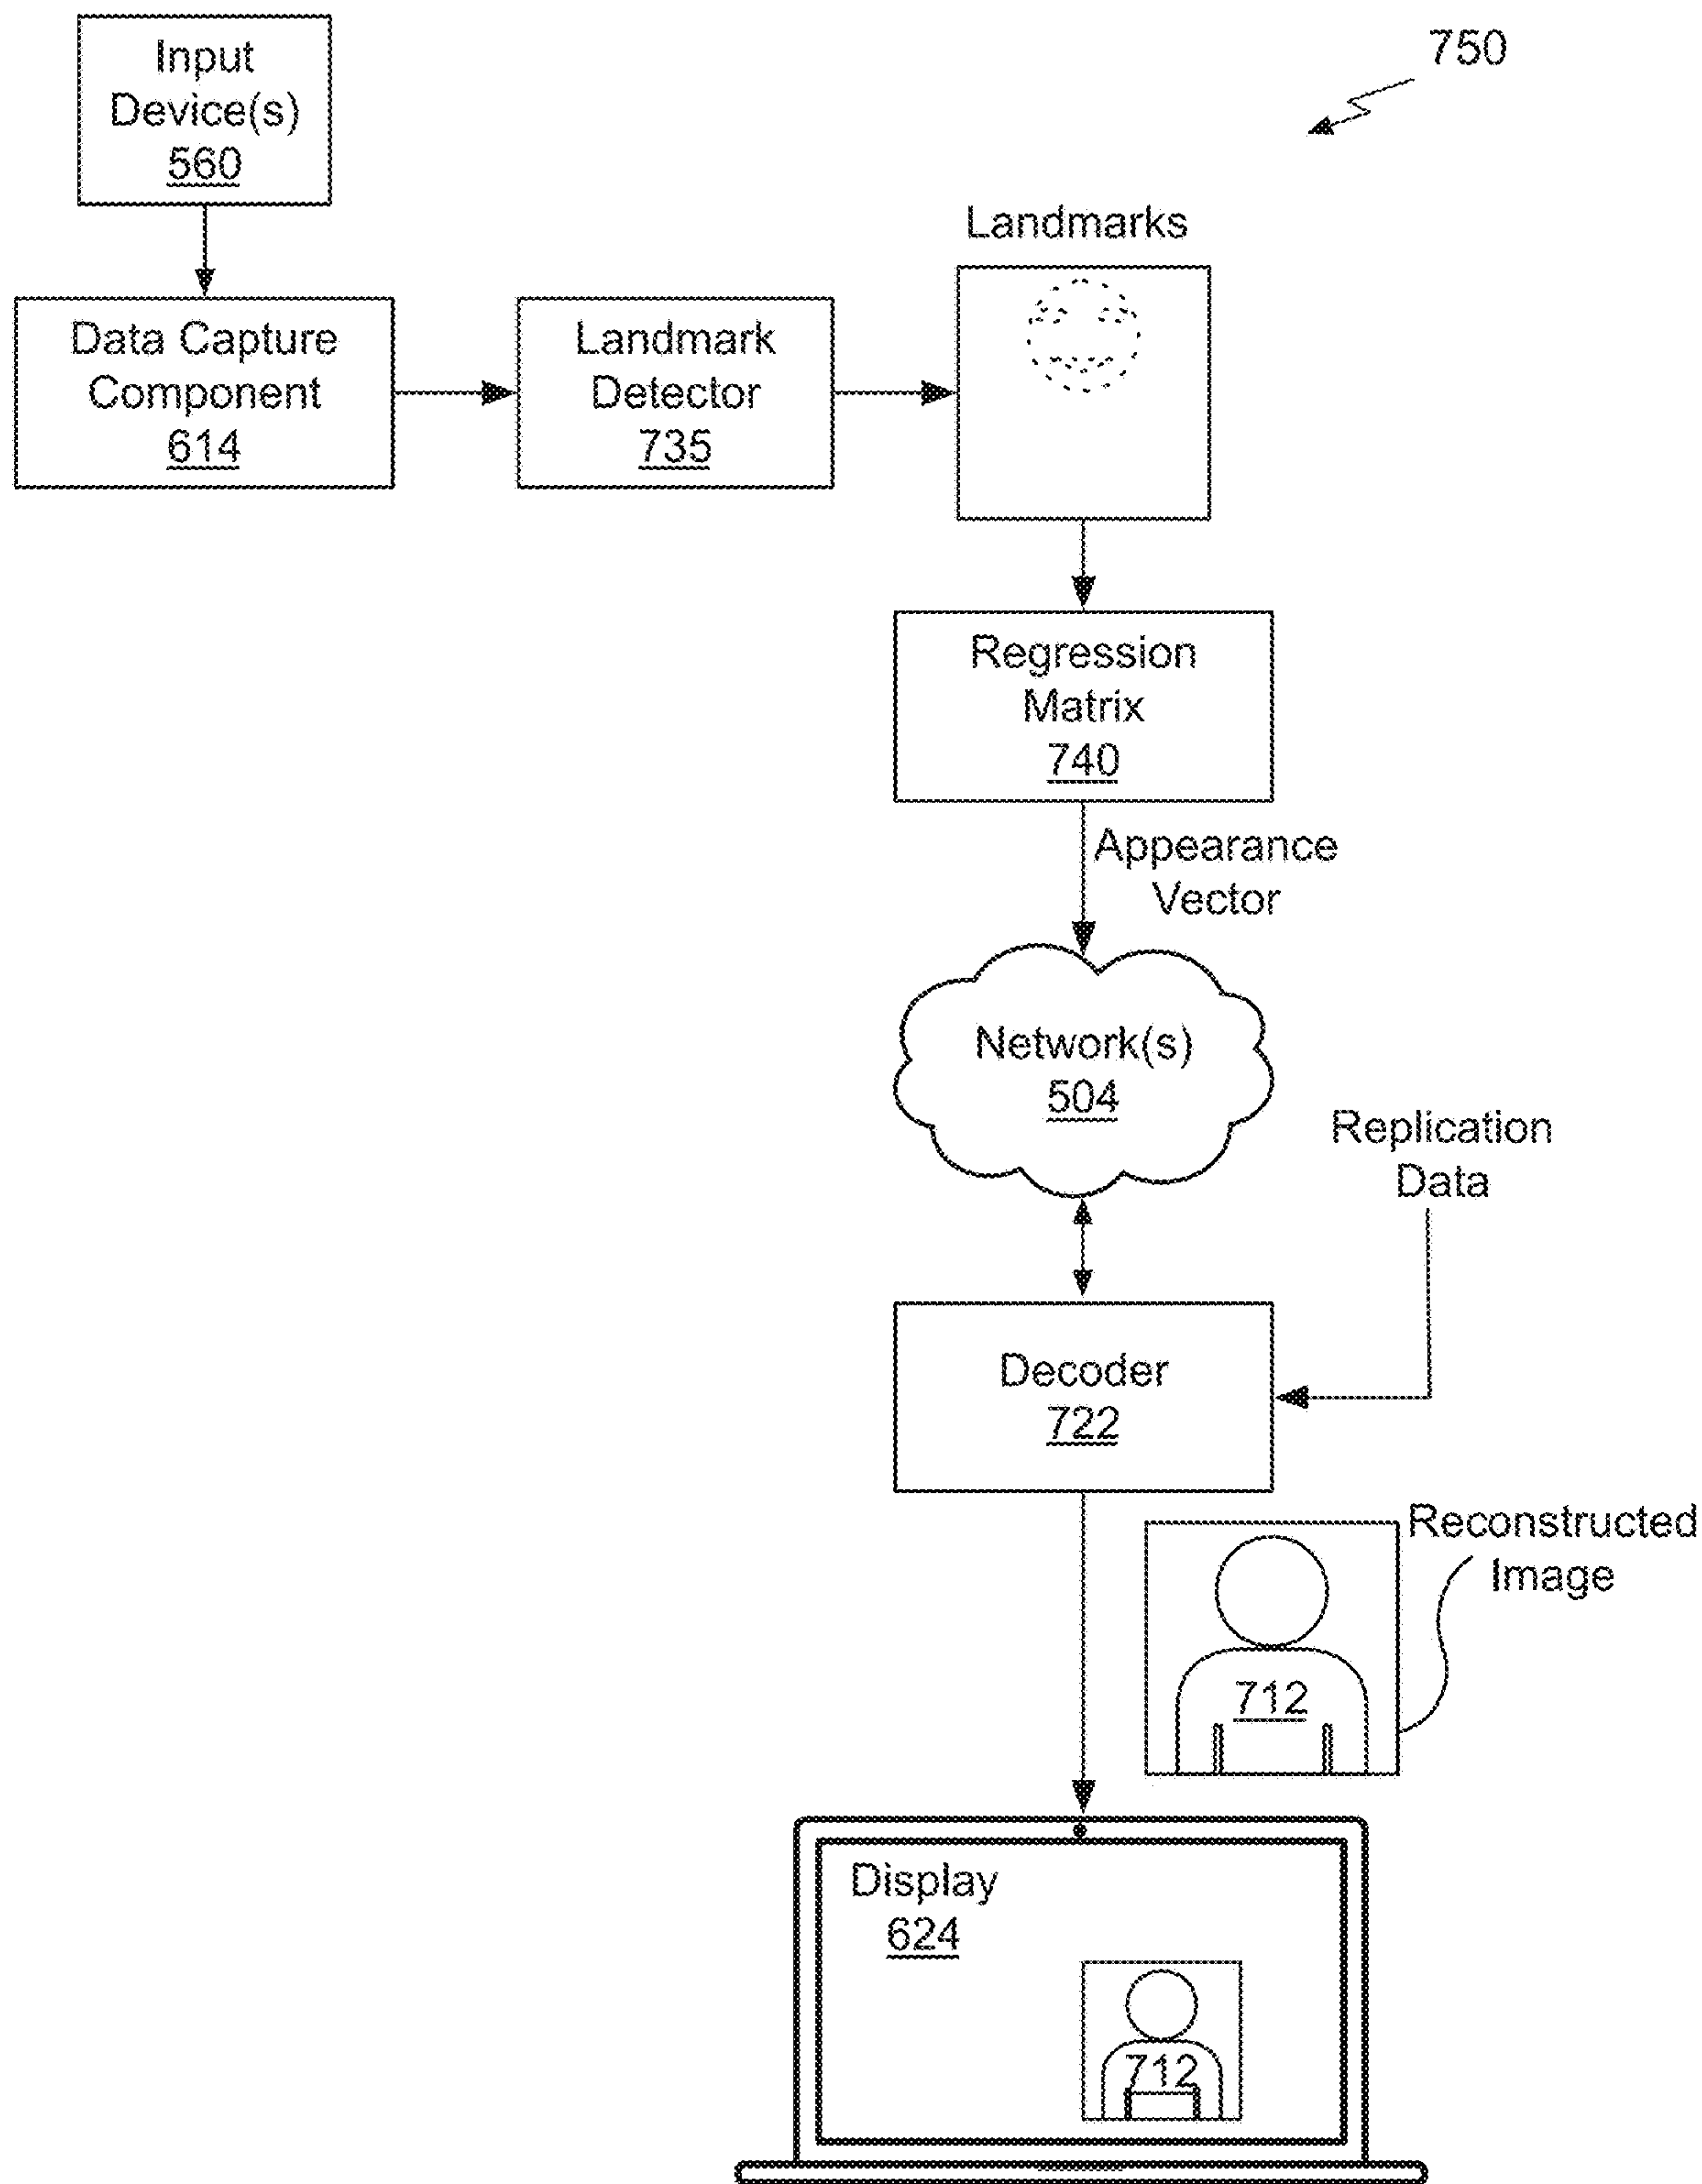 750
Input
Device(s)
560
Landmarks
Data Capture
Component
614
Landmark
Detector
735
Regression
Matrix
740
Appearance
Vector
Network(s)
504
Replication
Data
Decoder
722
Reconstructed
Image
712
Display
624
712